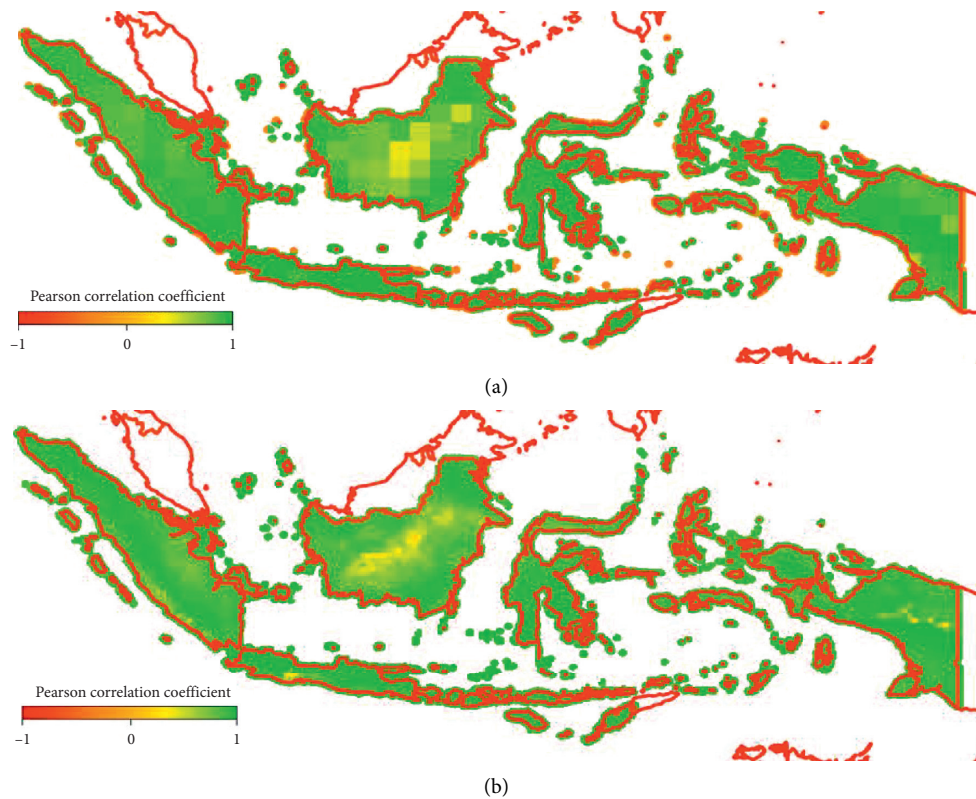 Pearson correlation coefficient
–1 0 1
(a)
Pearson correlation coefficient
–1 0 1
(b)